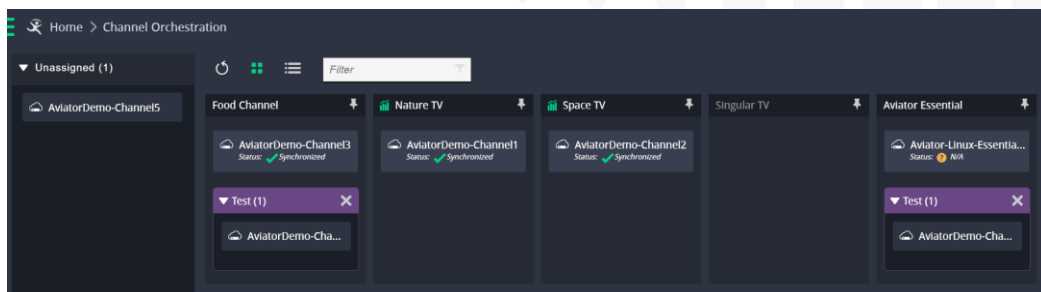 Home > Channel Orchestration
Unassigned (1)
AviatorDemo-Channel5
Filter
Food Channel
AviatorDemo-Channel3
Status: Synchronized
Test (1)
AviatorDemo-Cha...
Nature TV
AviatorDemo-Channel1
Status: Synchronized
Space TV
AviatorDemo-Channel2
Status: Synchronized
Singular TV
Aviator Essential
Aviator-Linux-Essentia...
Status: ? N/A
Test (1)
AviatorDemo-Cha...